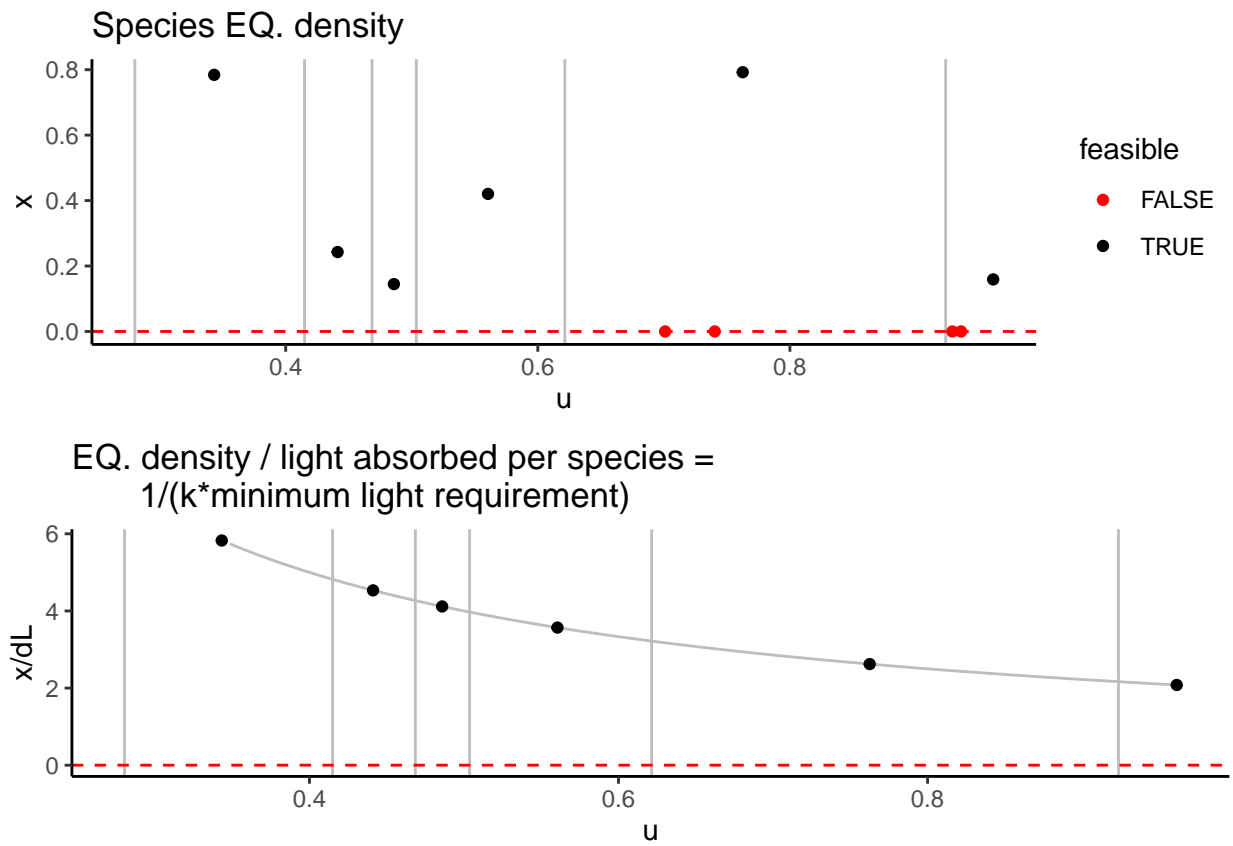 Species EQ. density
0.8
0.6
0.4
0.2
0.0
x
0.4
0.6
0.8
u
feasible
FALSE
TRUE
EQ. density / light absorbed per species =
1/(k*minimum light requirement)
6
4
2
0
x/dL
0.4
0.6
0.8
u